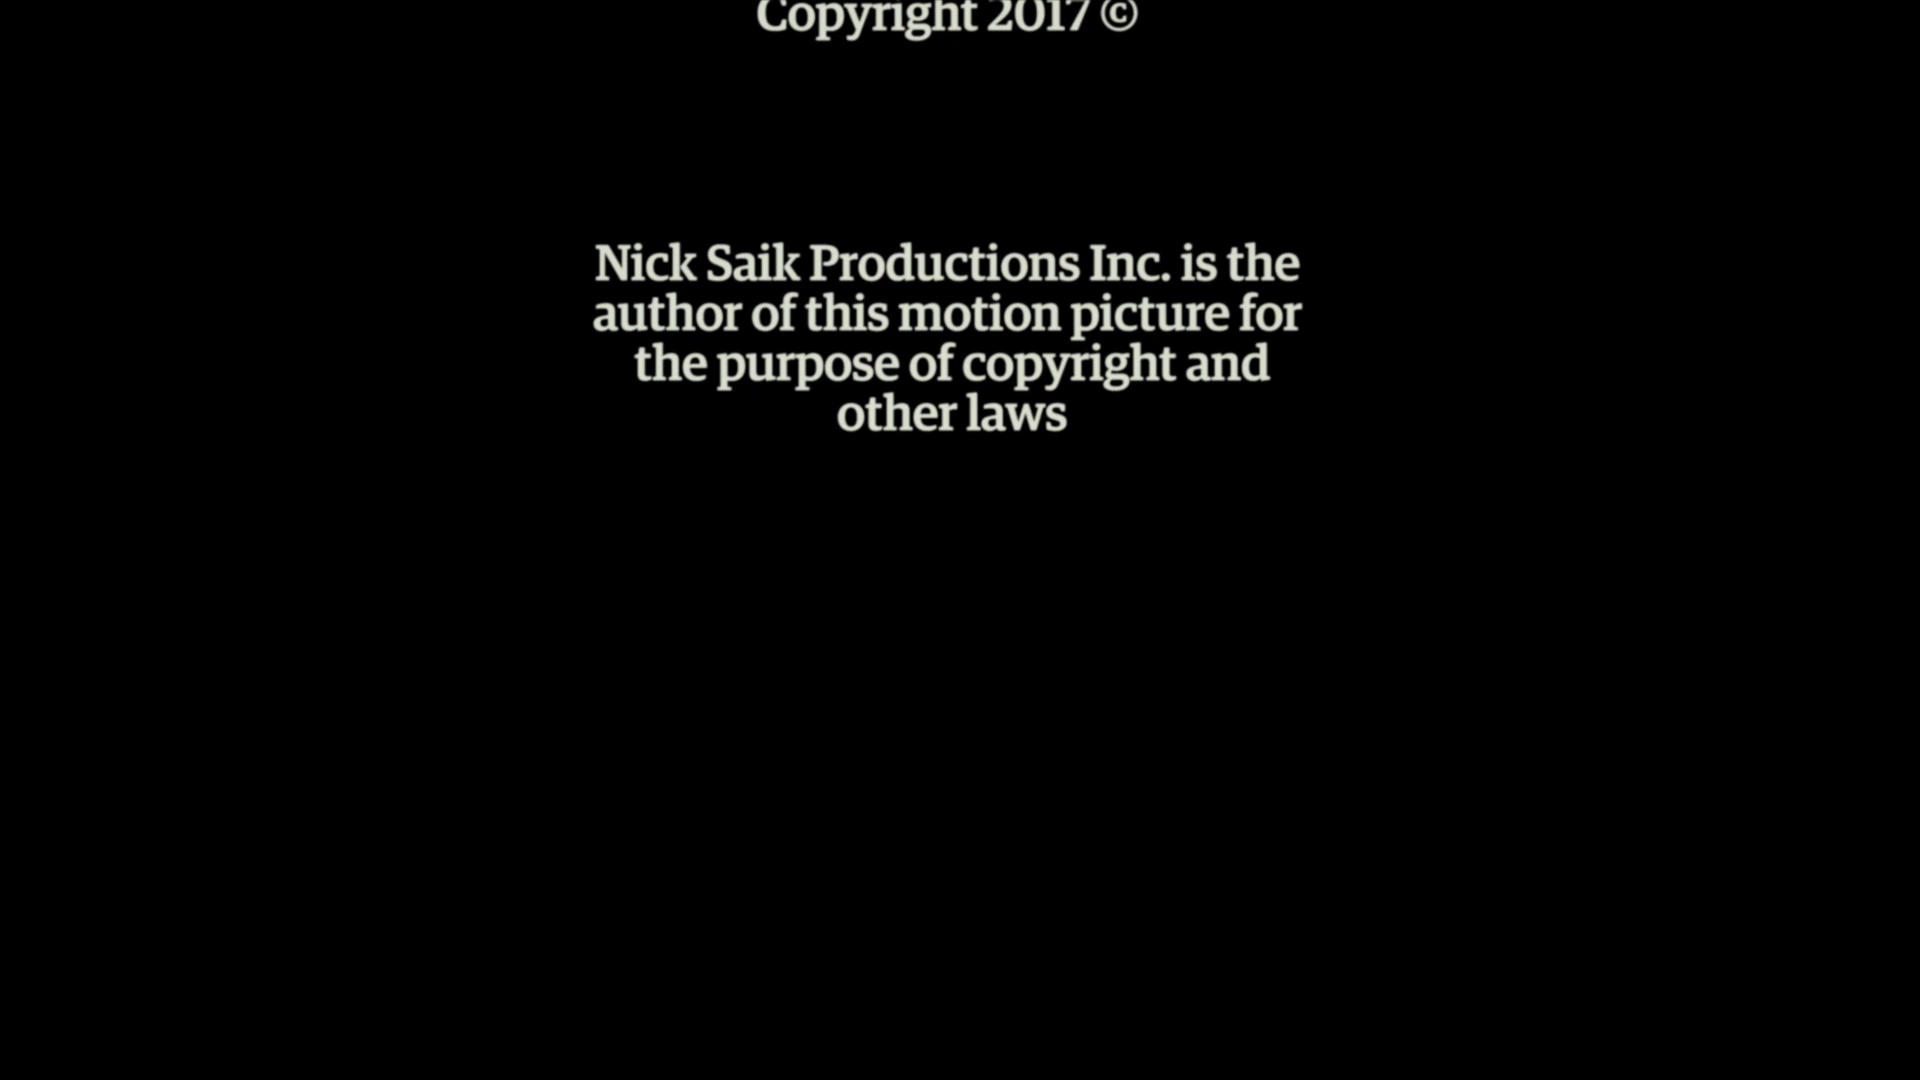 Copyright 2017 ©
Nick Saik Productions Inc. is the
author of this motion picture for
the purpose of copyright and
other laws